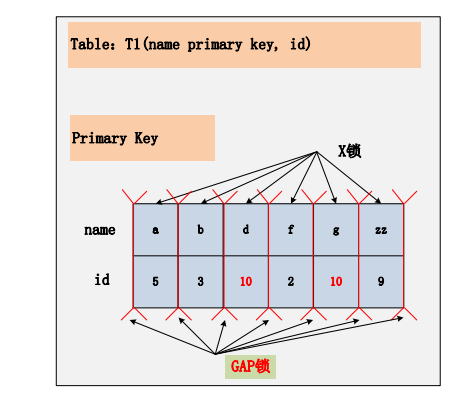 Table: T1(name primary key, id)
Primary Key
X锁
name a b d f g zz
id 5 3 10 2 10 9
GAP锁